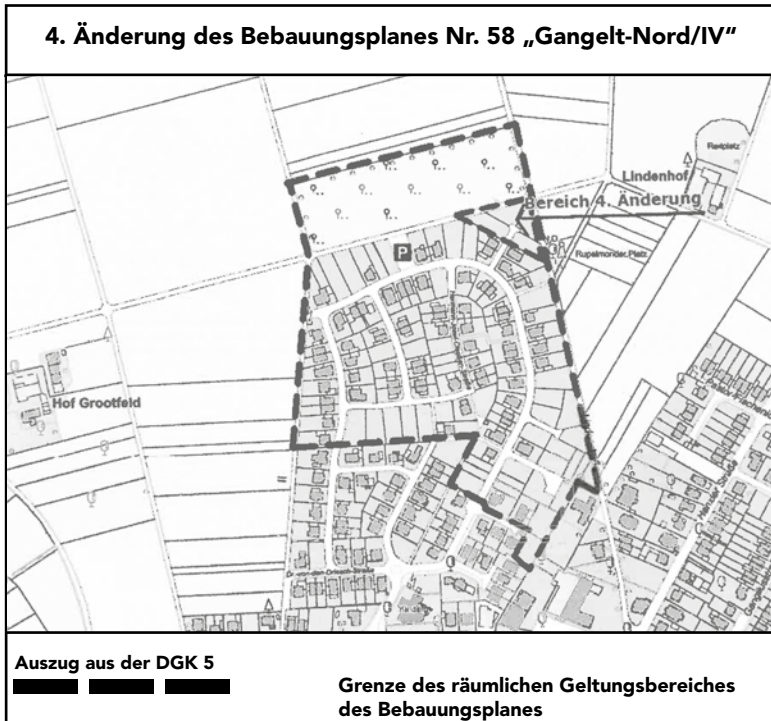 4. Änderung des Bebauungsplanes Nr. 58 „Gangelt-Nord/IV“
Reitplatz
Lindenhof
Bereich 4. Änderung
P
Rupelmonder Platz
Hof Grootfeld
Auszug aus der DGK 5
Grenze des räumlichen Geltungsbereiches
des Bebauungsplanes